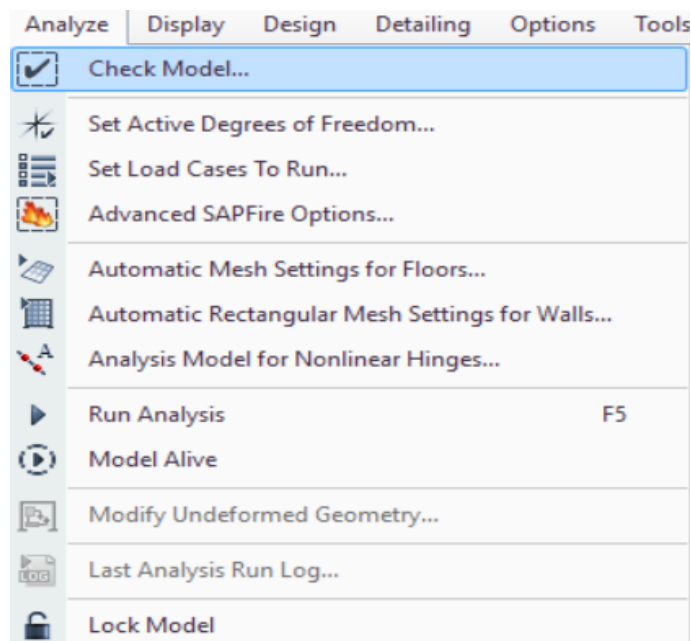 Analyze Display Design Detailing Options Tools
Check Model...
Set Active Degrees of Freedom...
Set Load Cases To Run...
Advanced SAPFire Options...
Automatic Mesh Settings for Floors...
Automatic Rectangular Mesh Settings for Walls...
A
Analysis Model for Nonlinear Hinges...
Run Analysis F5
Model Alive
Modify Undeformed Geometry...
LOG
Last Analysis Run Log...
Lock Model